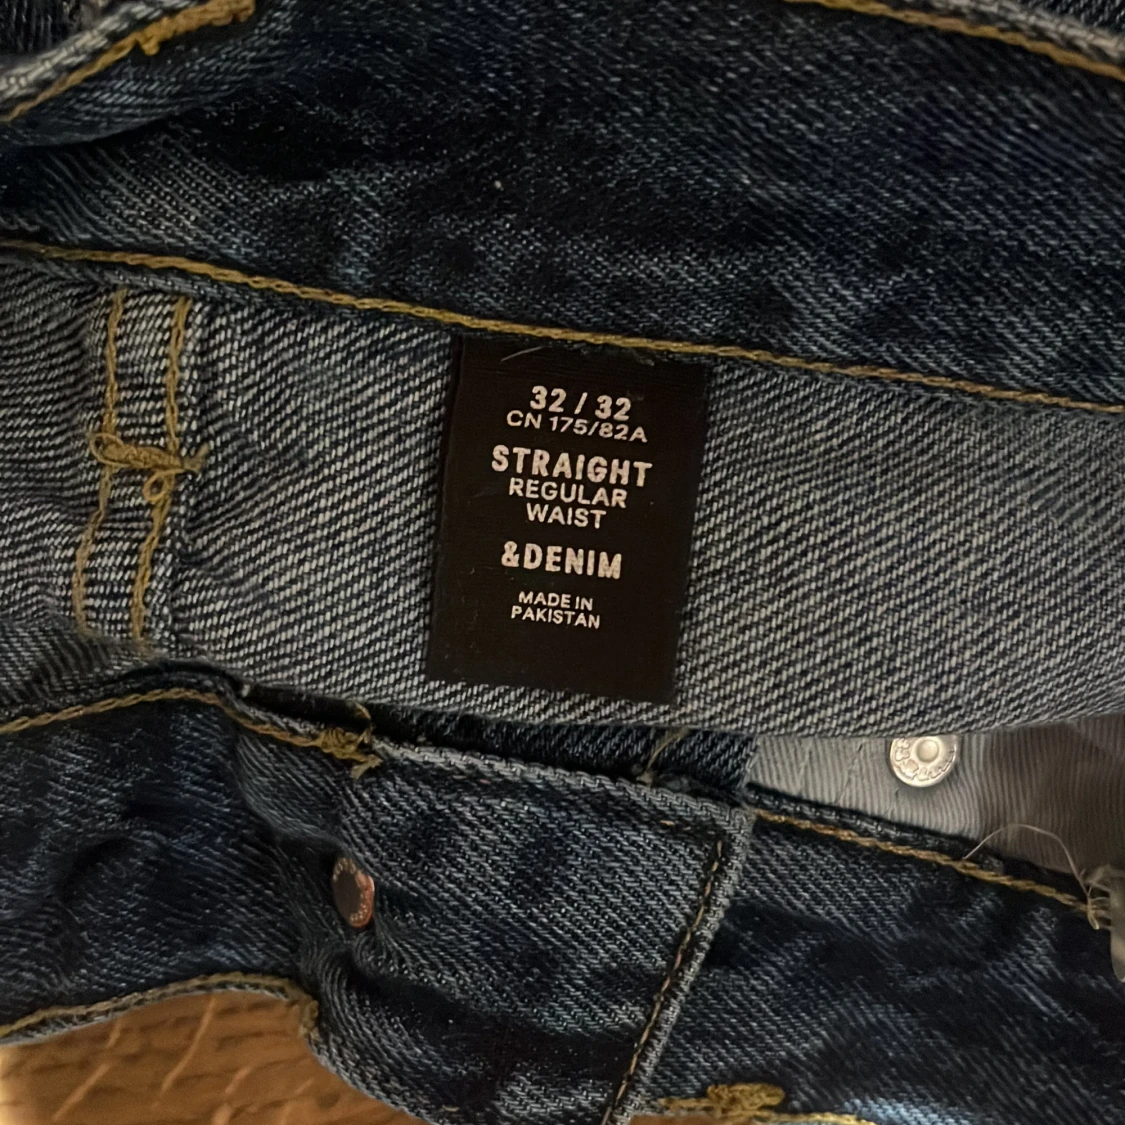 32 / 32
CN 175/82A
STRAIGHT
REGULAR
WAIST
&DENIM
MADE IN
PAKISTAN